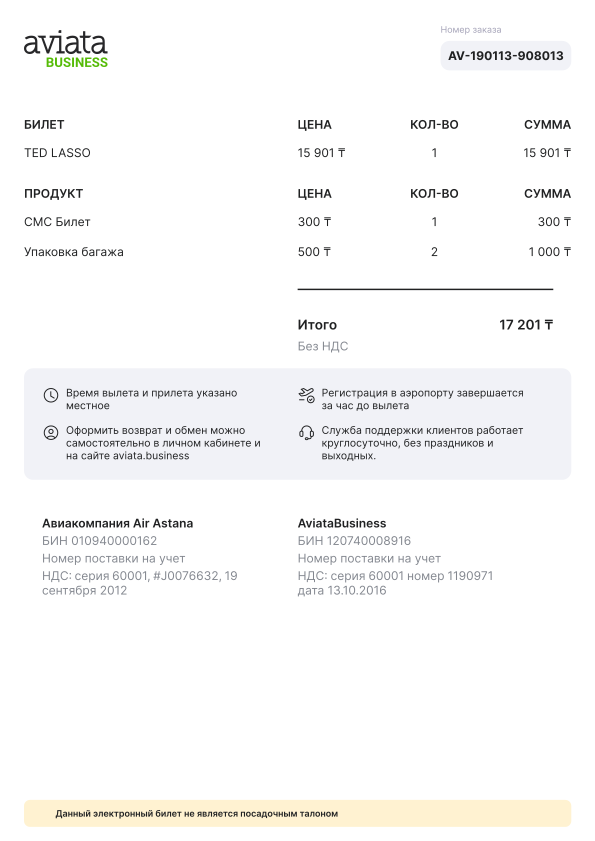 aviata
BUSINESS
Номер заказа
AV-190113-908013
БИЛЕТ ЦЕНА КОЛ-ВО СУММА
TED LASSO 15 901 ₸ 1 15 901 ₸
ПРОДУКТ ЦЕНА КОЛ-ВО СУММА
СМС Билет 300 ₸ 1 300 ₸
Упаковка багажа 500 ₸ 2 1 000 ₸
Итого 17 201 ₸
Без НДС
Время вылета и прилета указано
местное
Регистрация в аэропорту завершается
за час до вылета
Оформить возврат и обмен можно
самостоятельно в личном кабинете и
на сайте aviata.business
Служба поддержки клиентов работает
круглосуточно, без праздников и
выходных.
Авиакомпания Air Astana
БИН 010940000162
Номер поставки на учет
НДС: серия 60001, #J0076632, 19
сентября 2012
AviataBusiness
БИН 120740008916
Номер поставки на учет
НДС: серия 60001 номер 1190971
дата 13.10.2016
Данный электронный билет не является посадочным талоном